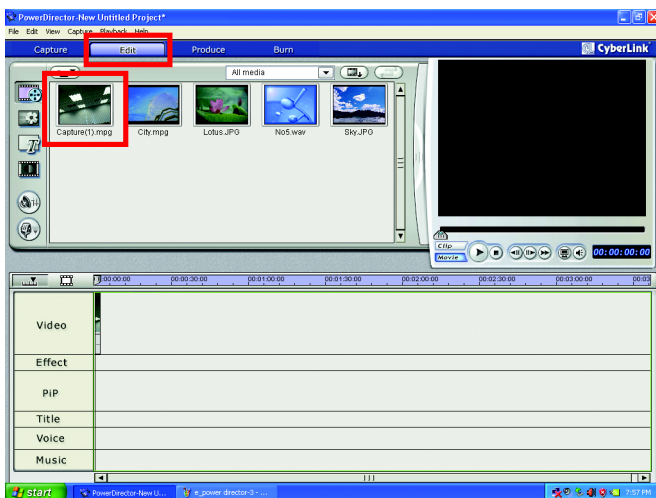 PowerDirector-New Untitled Project*
File Edit View Capture Playback Help
Capture Edit Produce Burn CyberLink
All media
Capture(1).mpg City.mpg Lotus.JPG No5.wav Sky.JPG
Clip
Movie
00:00:00:00
00:00:00:00 00:00:30:00 00:01:00:00 00:01:30:00 00:02:00:00 00:02:30:00 00:03:00:00 00:03
Video
Effect
PiP
Title
Voice
Music
start PowerDirector-New U... e_power director-3 - ... 7:57 PM